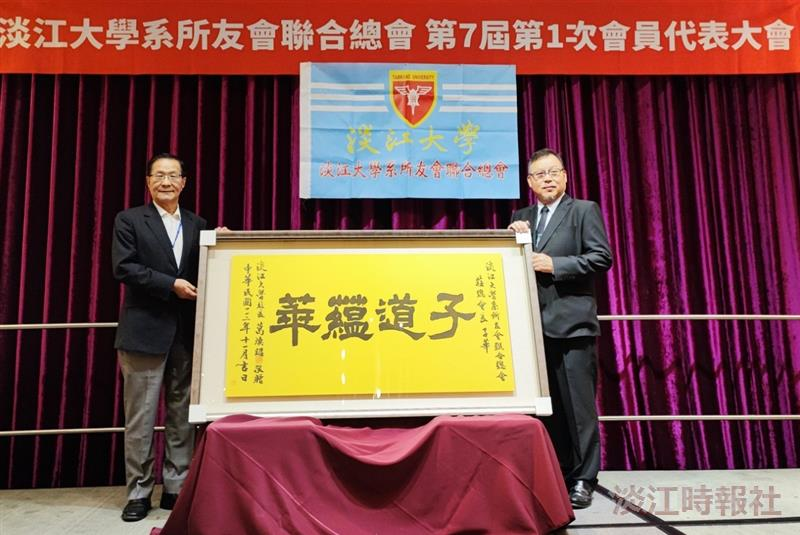 淡江大學系所友會聯合總會 第7屆第1次會員代表大會
TAMKANG UNIVERSITY
淡江大學
淡江大學系所友會聯合總會
淡江大學系所友會聯合總會
莊總會長子華
子道蘊華
淡江大學校長 葛煥昭 敬贈
中華民國一一三年十一月吉日
淡江時報社